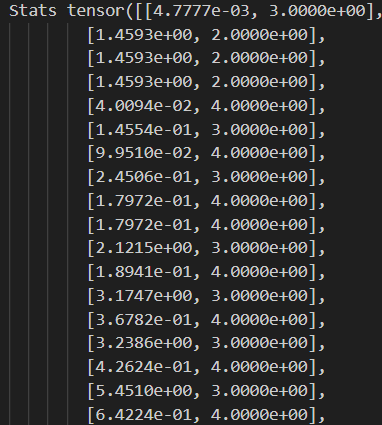 Stats tensor([[4.7777e-03, 3.0000e+00],
[1.4593e+00, 2.0000e+00],
[1.4593e+00, 2.0000e+00],
[1.4593e+00, 2.0000e+00],
[4.0094e-02, 4.0000e+00],
[1.4554e-01, 3.0000e+00],
[9.9510e-02, 4.0000e+00],
[2.4506e-01, 3.0000e+00],
[1.7972e-01, 4.0000e+00],
[1.7972e-01, 4.0000e+00],
[2.1215e+00, 3.0000e+00],
[1.8941e-01, 4.0000e+00],
[3.1747e+00, 3.0000e+00],
[3.6782e-01, 4.0000e+00],
[3.2386e+00, 3.0000e+00],
[4.2624e-01, 4.0000e+00],
[5.4510e+00, 3.0000e+00],
[6.4224e-01, 4.0000e+00],